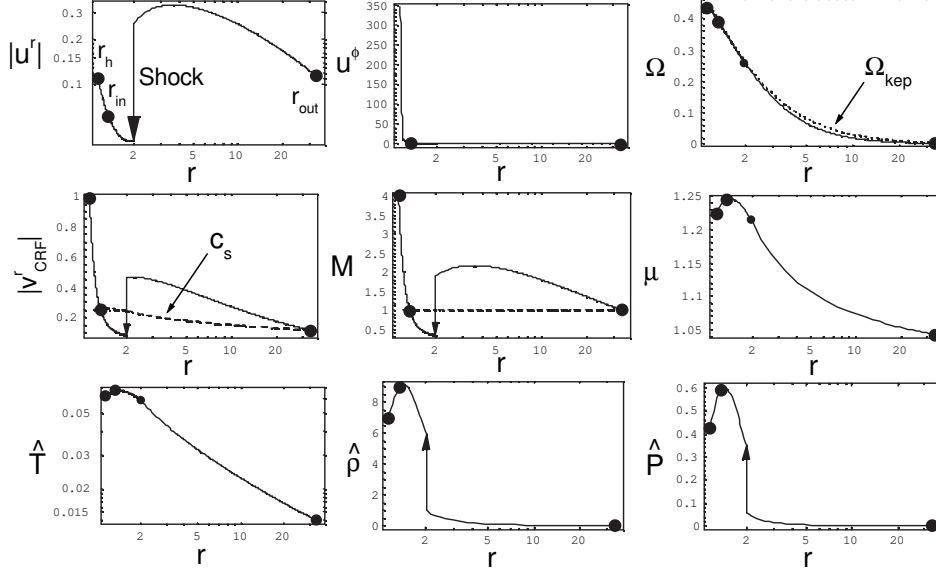 |u^r|
0.3
0.2
0.15
0.1
r_h
r_in
Shock
r_out
2 5 10 20
r
u^ϕ
350
300
250
200
150
100
50
0
2 5 10 20
r
Ω
0.4
0.3
0.2
0.1
0
Ω_kep
2 5 10 20
r
|v^r_CRF|
1
0.8
0.6
0.4
0.2
c_s
2 5 10 20
r
M
4
3.5
3
2.5
2
1.5
1
0.5
2 5 10 20
r
μ
1.25
1.2
1.15
1.1
1.05
2 5 10 20
r
T̂
0.05
0.03
0.02
0.015
2 5 10 20
r
ρ̂
8
6
4
2
0
2 5 10 20
r
P̂
0.6
0.5
0.4
0.3
0.2
0.1
0
2 5 10 20
r